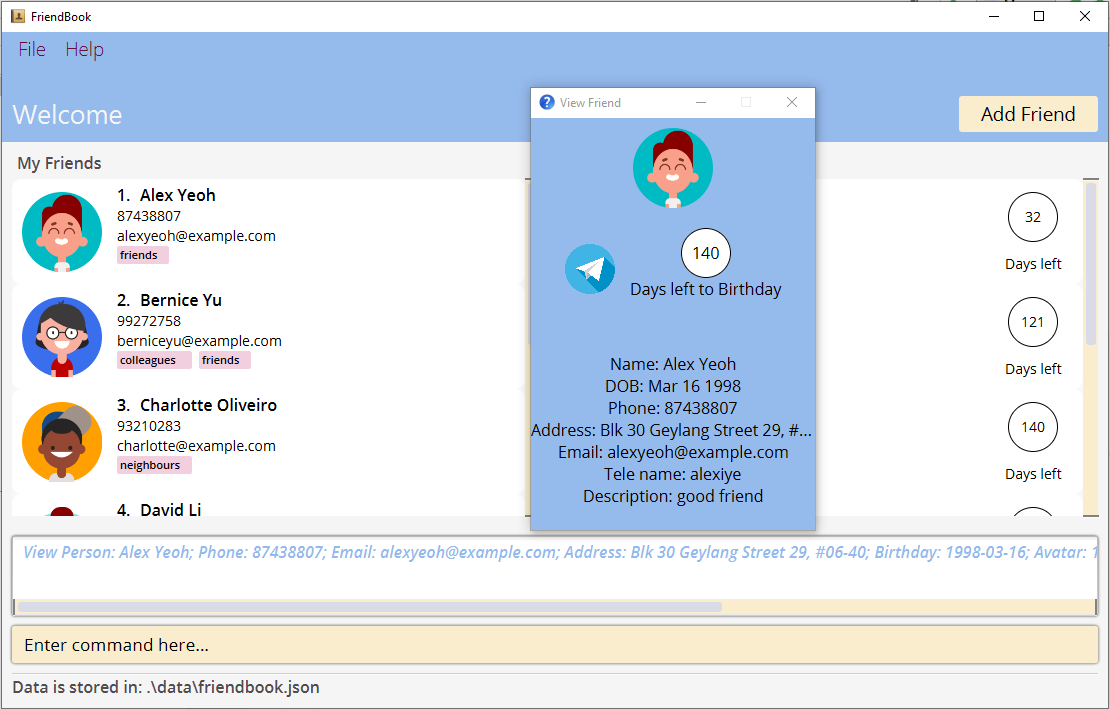 FriendBook
File Help
Welcome
Add Friend
My Friends
1. Alex Yeoh
87438807
alexyeoh@example.com
friends
2. Bernice Yu
99272758
berniceyu@example.com
colleagues friends
3. Charlotte Oliveiro
93210283
charlotte@example.com
neighbours
4. David Li
View Friend
140
Days left to Birthday
Name: Alex Yeoh
DOB: Mar 16 1998
Phone: 87438807
Address: Blk 30 Geylang Street 29, #...
Email: alexyeoh@example.com
Tele name: alexiye
Description: good friend
32
Days left
121
Days left
140
Days left
View Person: Alex Yeoh; Phone: 87438807; Email: alexyeoh@example.com; Address: Blk 30 Geylang Street 29, #06-40; Birthday: 1998-03-16; Avatar: 1
Enter command here...
Data is stored in: .\data\friendbook.json